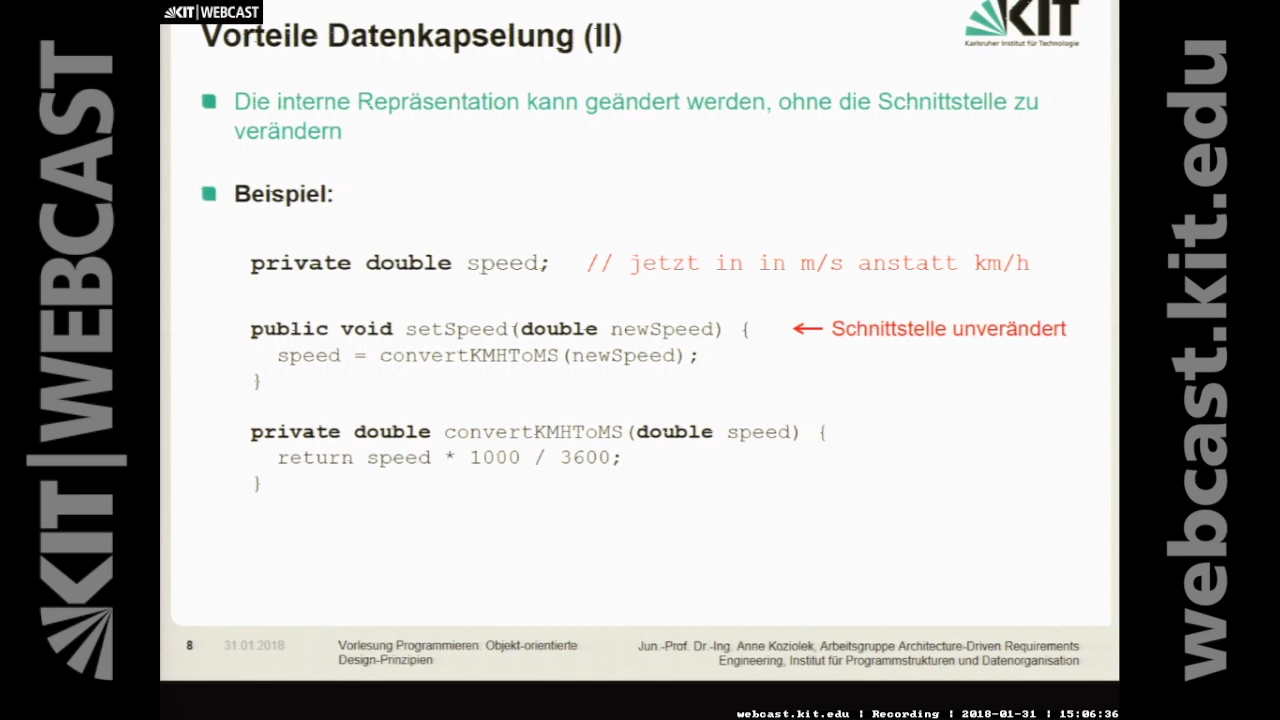 KIT|WEBCAST
KIT
Karlsruher Institut für Technologie
Vorteile Datenkapselung (II)
Die interne Repräsentation kann geändert werden, ohne die Schnittstelle zu
verändern
Beispiel:
private double speed; // jetzt in in m/s anstatt km/h
public void setSpeed(double newSpeed) { ← Schnittstelle unverändert
speed = convertKMHToMS(newSpeed);
}
private double convertKMHToMS(double speed) {
return speed * 1000 / 3600;
}
8 31.01.2018 Vorlesung Programmieren: Objekt-orientierte
Design-Prinzipien
Jun.-Prof. Dr.-Ing. Anne Koziolek, Arbeitsgruppe Architecture-Driven Requirements
Engineering, Institut für Programmstrukturen und Datenorganisation
KIT|WEBCAST
webcast.kit.edu
webcast.kit.edu | Recording | 2018-01-31 | 15:06:36